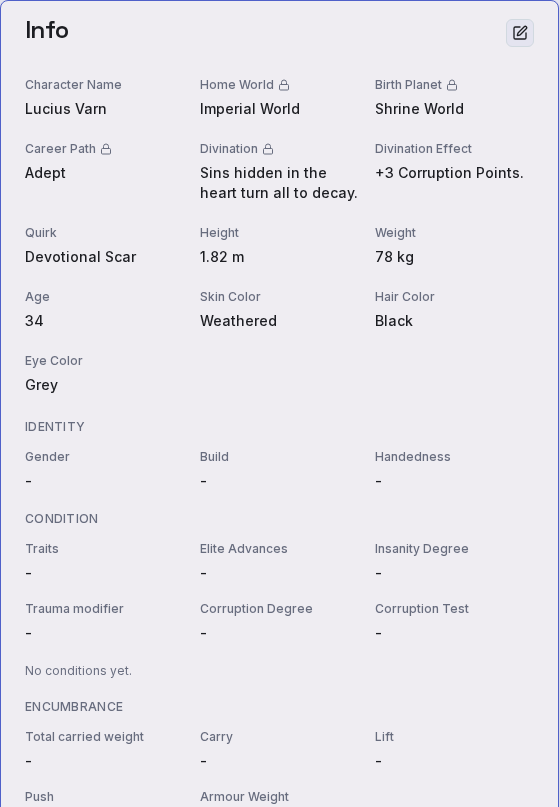 Info
Character Name Home World Birth Planet
Lucius Varn Imperial World Shrine World
Career Path Divination Divination Effect
Adept Sins hidden in the +3 Corruption Points.
heart turn all to decay.
Quirk Height Weight
Devotional Scar 1.82 m 78 kg
Age Skin Color Hair Color
34 Weathered Black
Eye Color
Grey
IDENTITY
Gender Build Handedness
- - -
CONDITION
Traits Elite Advances Insanity Degree
- - -
Trauma modifier Corruption Degree Corruption Test
- - -
No conditions yet.
ENCUMBRANCE
Total carried weight Carry Lift
- - -
Push Armour Weight